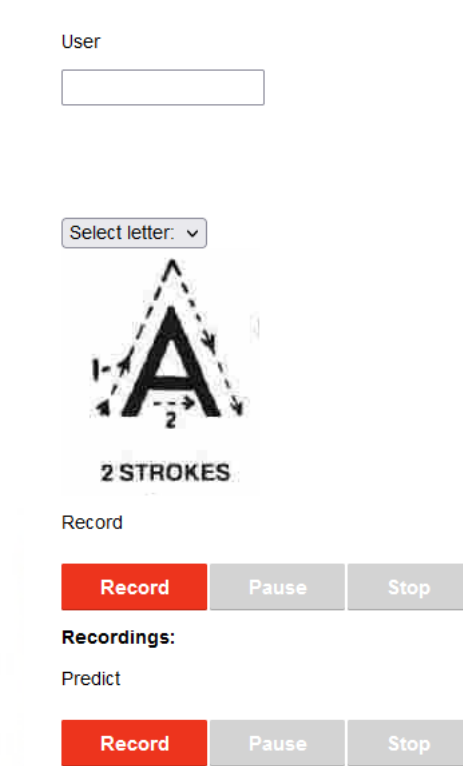 User
Select letter:
A
1
2
2 STROKES
Record
Record Pause Stop
Recordings:
Predict
Record Pause Stop